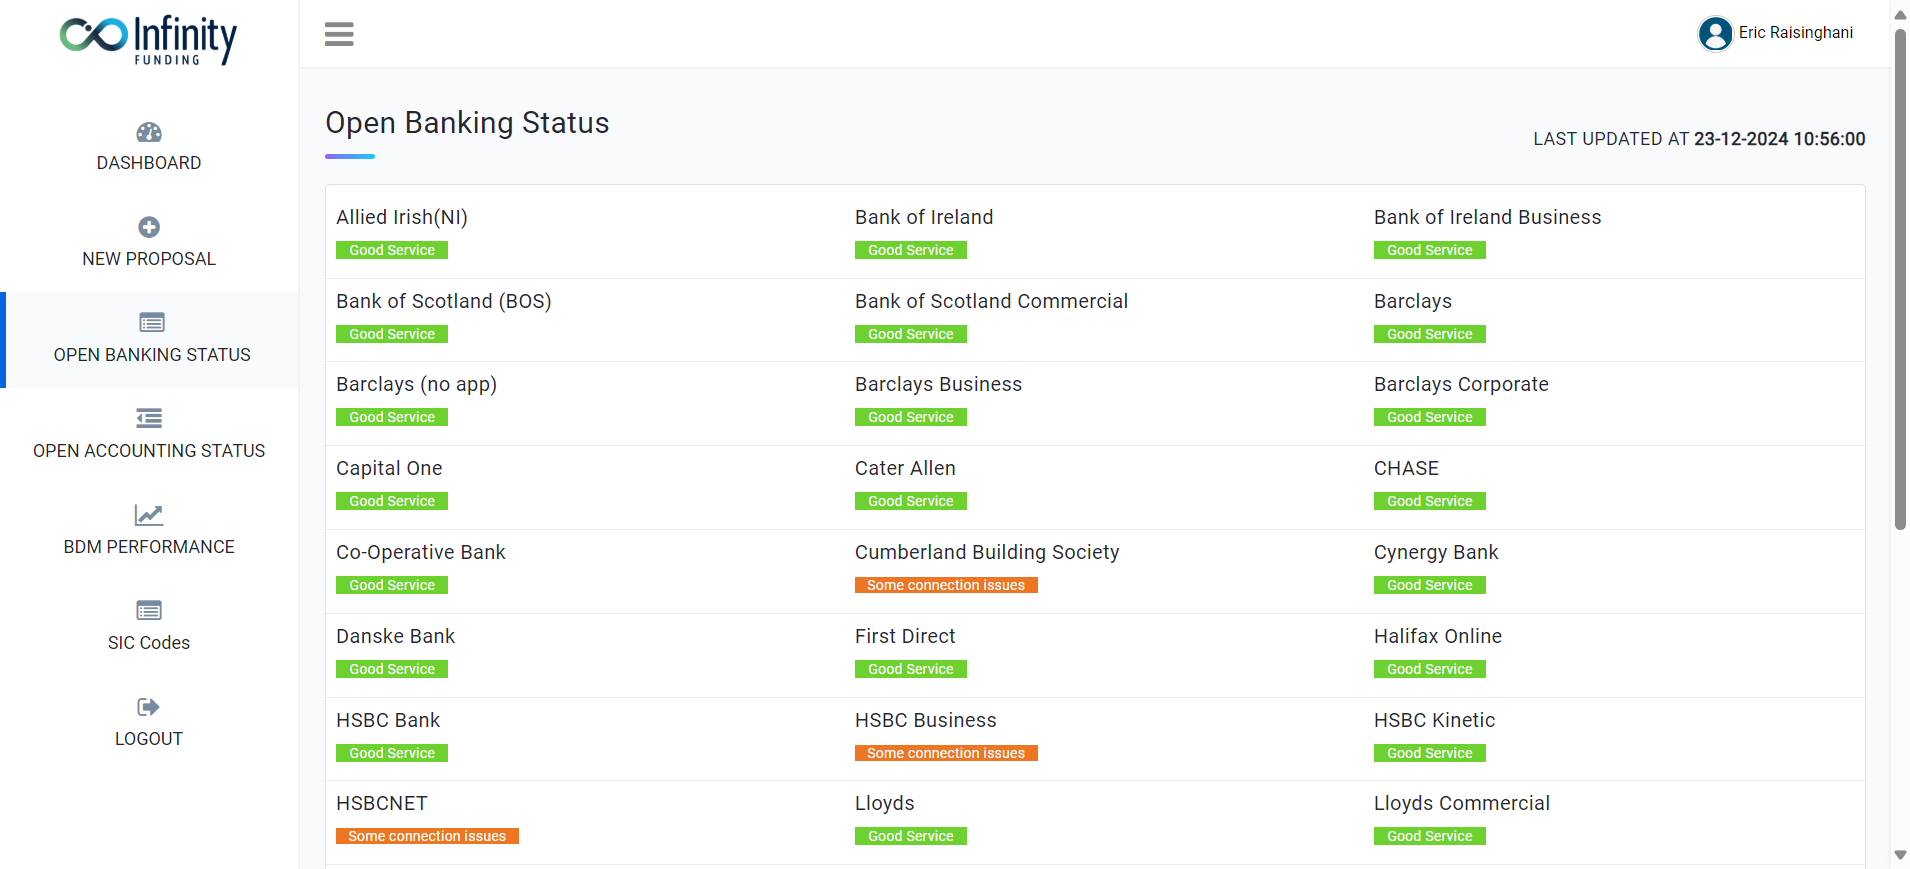 Infinity
FUNDING
Eric Raisinghani
DASHBOARD
NEW PROPOSAL
OPEN BANKING STATUS
OPEN ACCOUNTING STATUS
BDM PERFORMANCE
SIC Codes
LOGOUT
Open Banking Status
LAST UPDATED AT 23-12-2024 10:56:00
Allied Irish(NI)
Good Service
Bank of Ireland
Good Service
Bank of Ireland Business
Good Service
Bank of Scotland (BOS)
Good Service
Bank of Scotland Commercial
Good Service
Barclays
Good Service
Barclays (no app)
Good Service
Barclays Business
Good Service
Barclays Corporate
Good Service
Capital One
Good Service
Cater Allen
Good Service
CHASE
Good Service
Co-Operative Bank
Good Service
Cumberland Building Society
Some connection issues
Cynergy Bank
Good Service
Danske Bank
Good Service
First Direct
Good Service
Halifax Online
Good Service
HSBC Bank
Good Service
HSBC Business
Some connection issues
HSBC Kinetic
Good Service
HSBCNET
Some connection issues
Lloyds
Good Service
Lloyds Commercial
Good Service